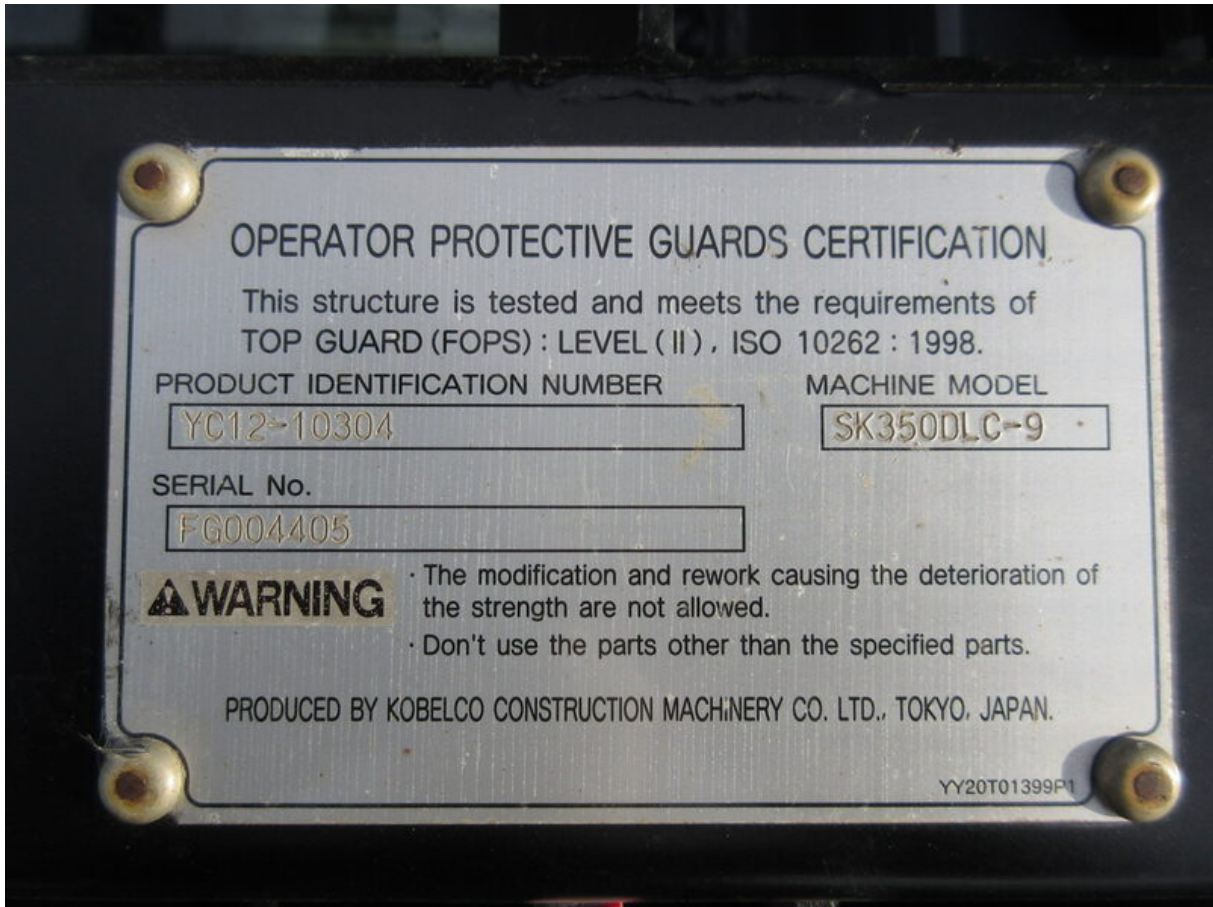 OPERATOR PROTECTIVE GUARDS CERTIFICATION
This structure is tested and meets the requirements of
TOP GUARD (FOPS) : LEVEL (II), ISO 10262 : 1998.
PRODUCT IDENTIFICATION NUMBER MACHINE MODEL
YC12-10304 SK350DLC-9
SERIAL No.
FG004405
WARNING · The modification and rework causing the deterioration of
the strength are not allowed.
· Don't use the parts other than the specified parts.
PRODUCED BY KOBELCO CONSTRUCTION MACHINERY CO. LTD., TOKYO, JAPAN.
YY20T01399P1